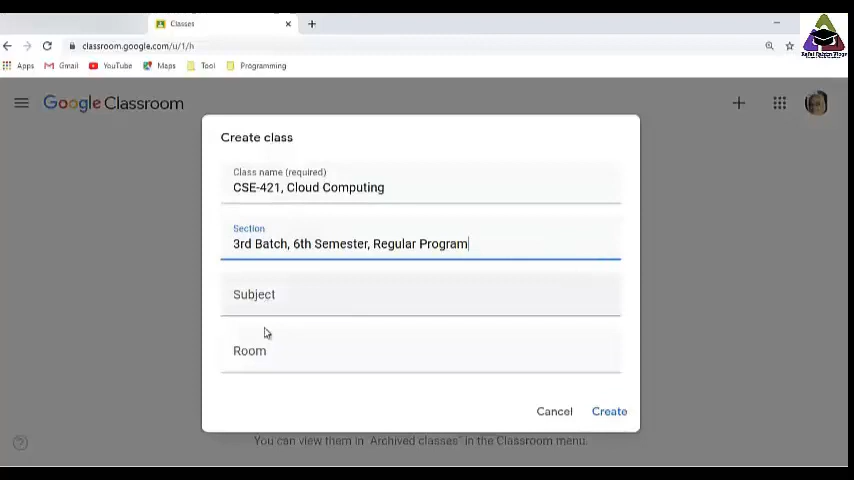 Classes
classroom.google.com/u/1/h
Apps Gmail YouTube Maps Tool Programming
Google Classroom
Create class
Class name (required)
CSE-421, Cloud Computing
Section
3rd Batch, 6th Semester, Regular Program
Subject
Room
Cancel Create
You can view them in "Archived classes" in the Classroom menu.